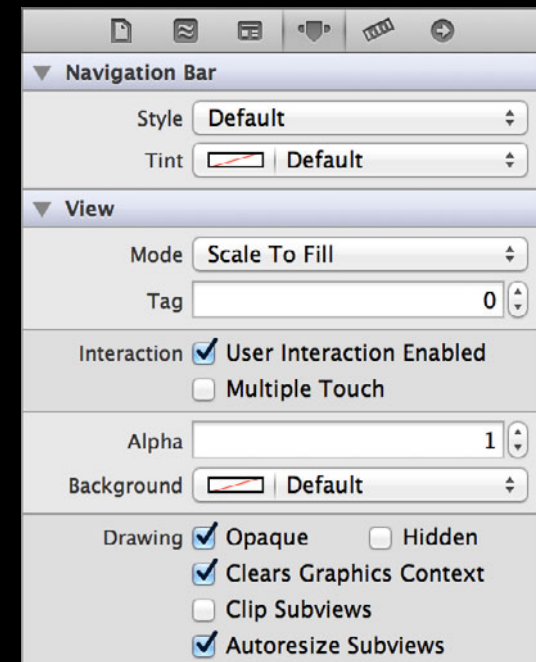 Navigation Bar
Style Default
Tint Default
View
Mode Scale To Fill
Tag 0
Interaction User Interaction Enabled
Multiple Touch
Alpha 1
Background Default
Drawing Opaque Hidden
Clears Graphics Context
Clip Subviews
Autoresize Subviews